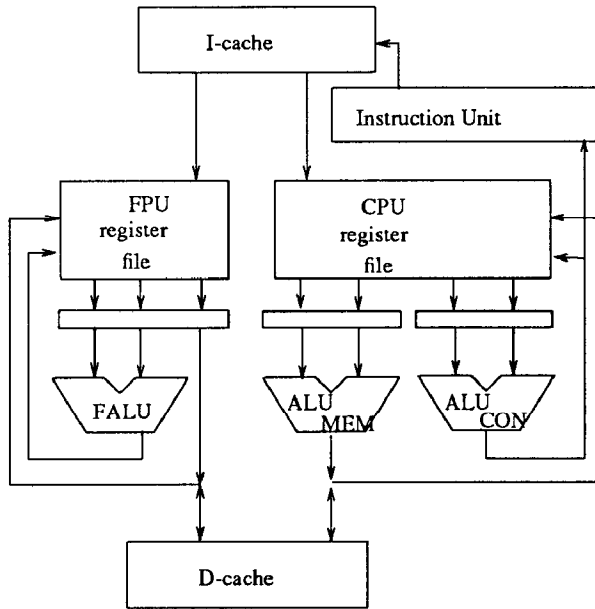 I-cache
Instruction Unit
FPU
register
file
CPU
register
file
FALU
ALU
MEM
ALU
CON
D-cache